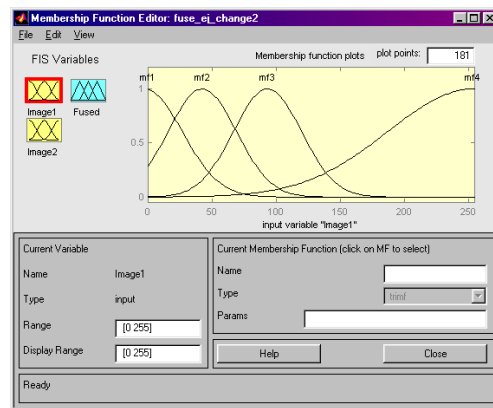 Membership Function Editor: fuse_ej_change2
File Edit View
FIS Variables
Image1 Fused
Image2
Membership function plots plot points: 181
mf1 mf2 mf3 mf4
1
0.5
0
0 50 100 150 200 250
input variable "Image1"
Current Variable
Name Image1
Type input
Range [0 255]
Display Range [0 255]
Current Membership Function (click on MF to select)
Name
Type trimf
Params
Help Close
Ready